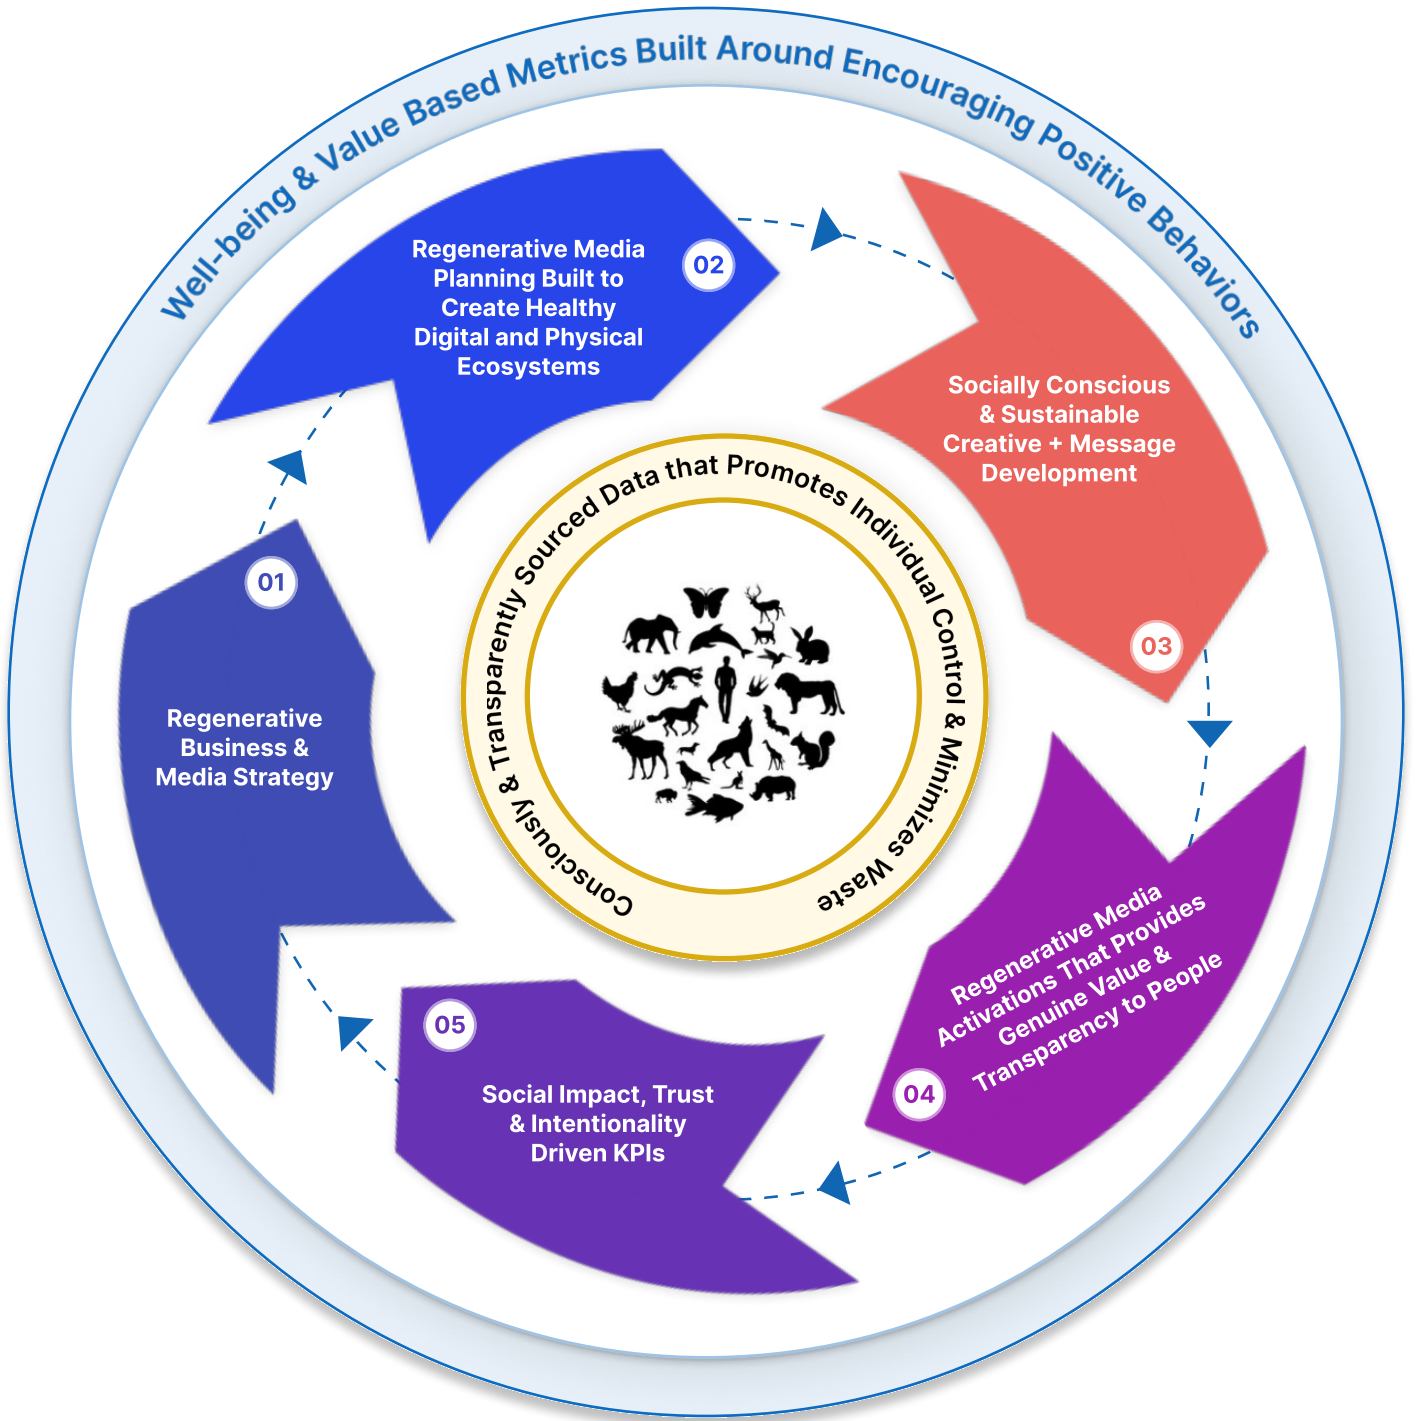 Well-being & Value Based Metrics Built Around Encouraging Positive Behaviors
01
Regenerative
Business &
Media Strategy
02
Regenerative Media
Planning Built to
Create Healthy
Digital and Physical
Ecosystems
03
Socially Conscious
& Sustainable
Creative + Message
Development
04
Regenerative Media
Activations That Provides
Genuine Value &
Transparency to People
05
Social Impact, Trust
& Intentionality
Driven KPIs
Consciously & Transparently Sourced Data that Promotes Individual Control & Minimizes Waste